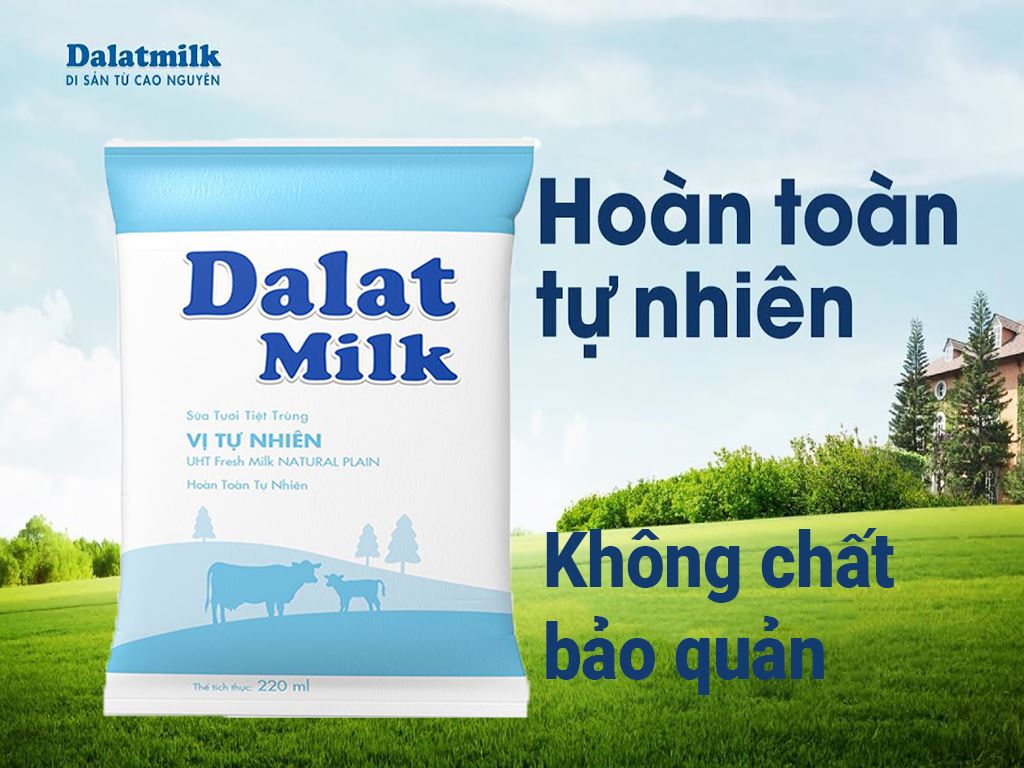 Dalatmilk
DI SẢN TỪ CAO NGUYÊN
Hoàn toàn
tự nhiên
Dalat
Milk
Sữa Tươi Tiệt Trùng
VỊ TỰ NHIÊN
UHT Fresh Milk NATURAL PLAIN
Hoàn Toàn Tự Nhiên
Thể tích thực: 220 ml
Không chất
bảo quản